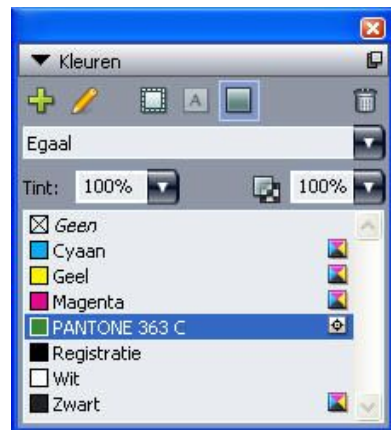 Kleuren
A
Egaal
Tint: 100% 100%
Geen
Cyaan
Geel
Magenta
PANTONE 363 C
Registratie
Wit
Zwart